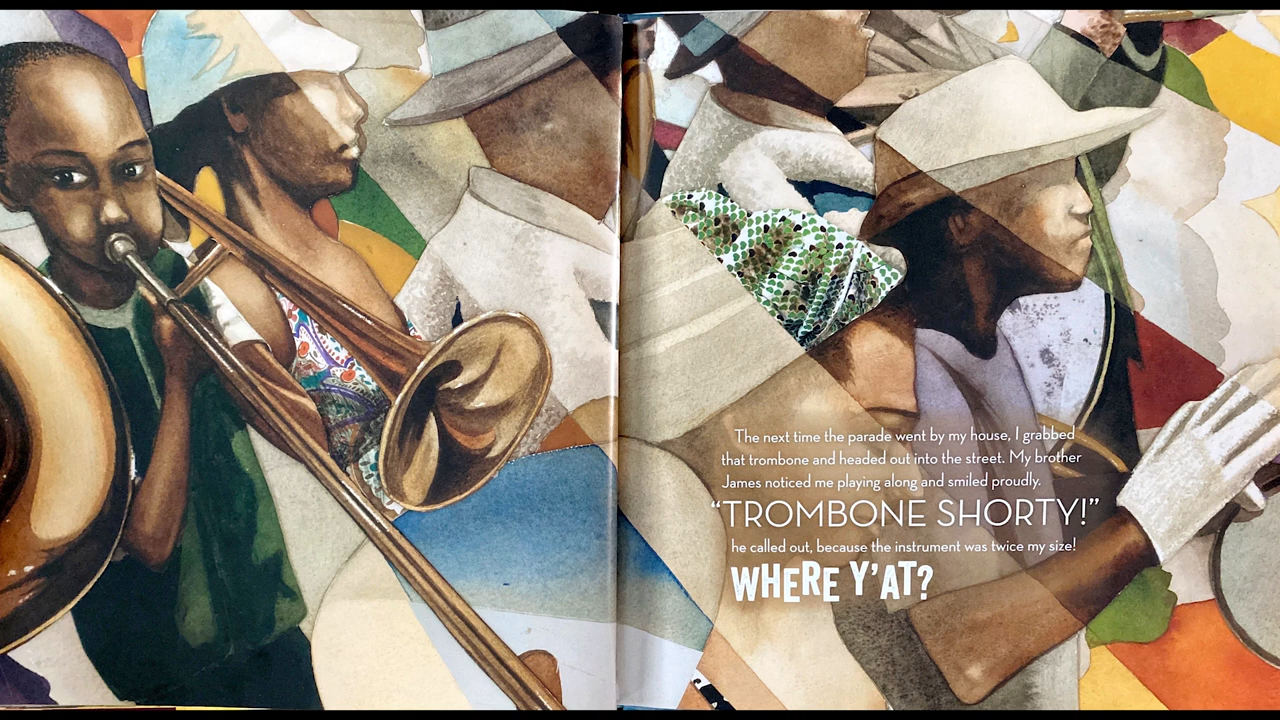 The next time the parade went by my house, I grabbed
that trombone and headed out into the street. My brother
James noticed me playing along and smiled proudly.
“TROMBONE SHORTY!”
he called out, because the instrument was twice my size!
WHERE Y’AT?